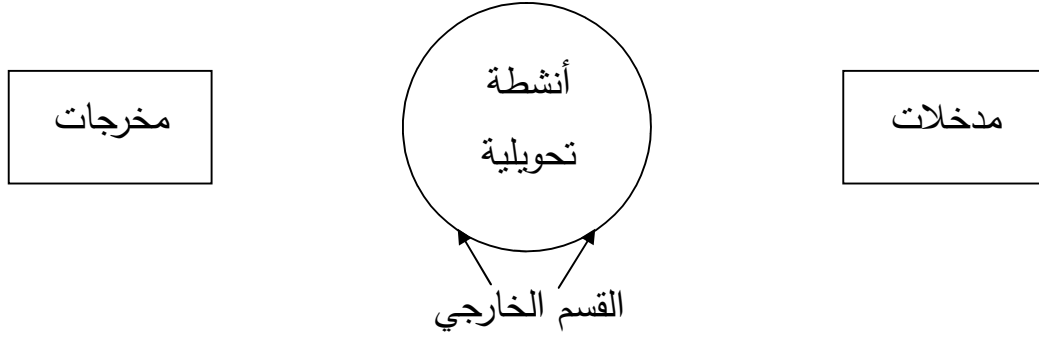 مدخلات
أنشطة
تحويلية
مخرجات
القسم الخارجي